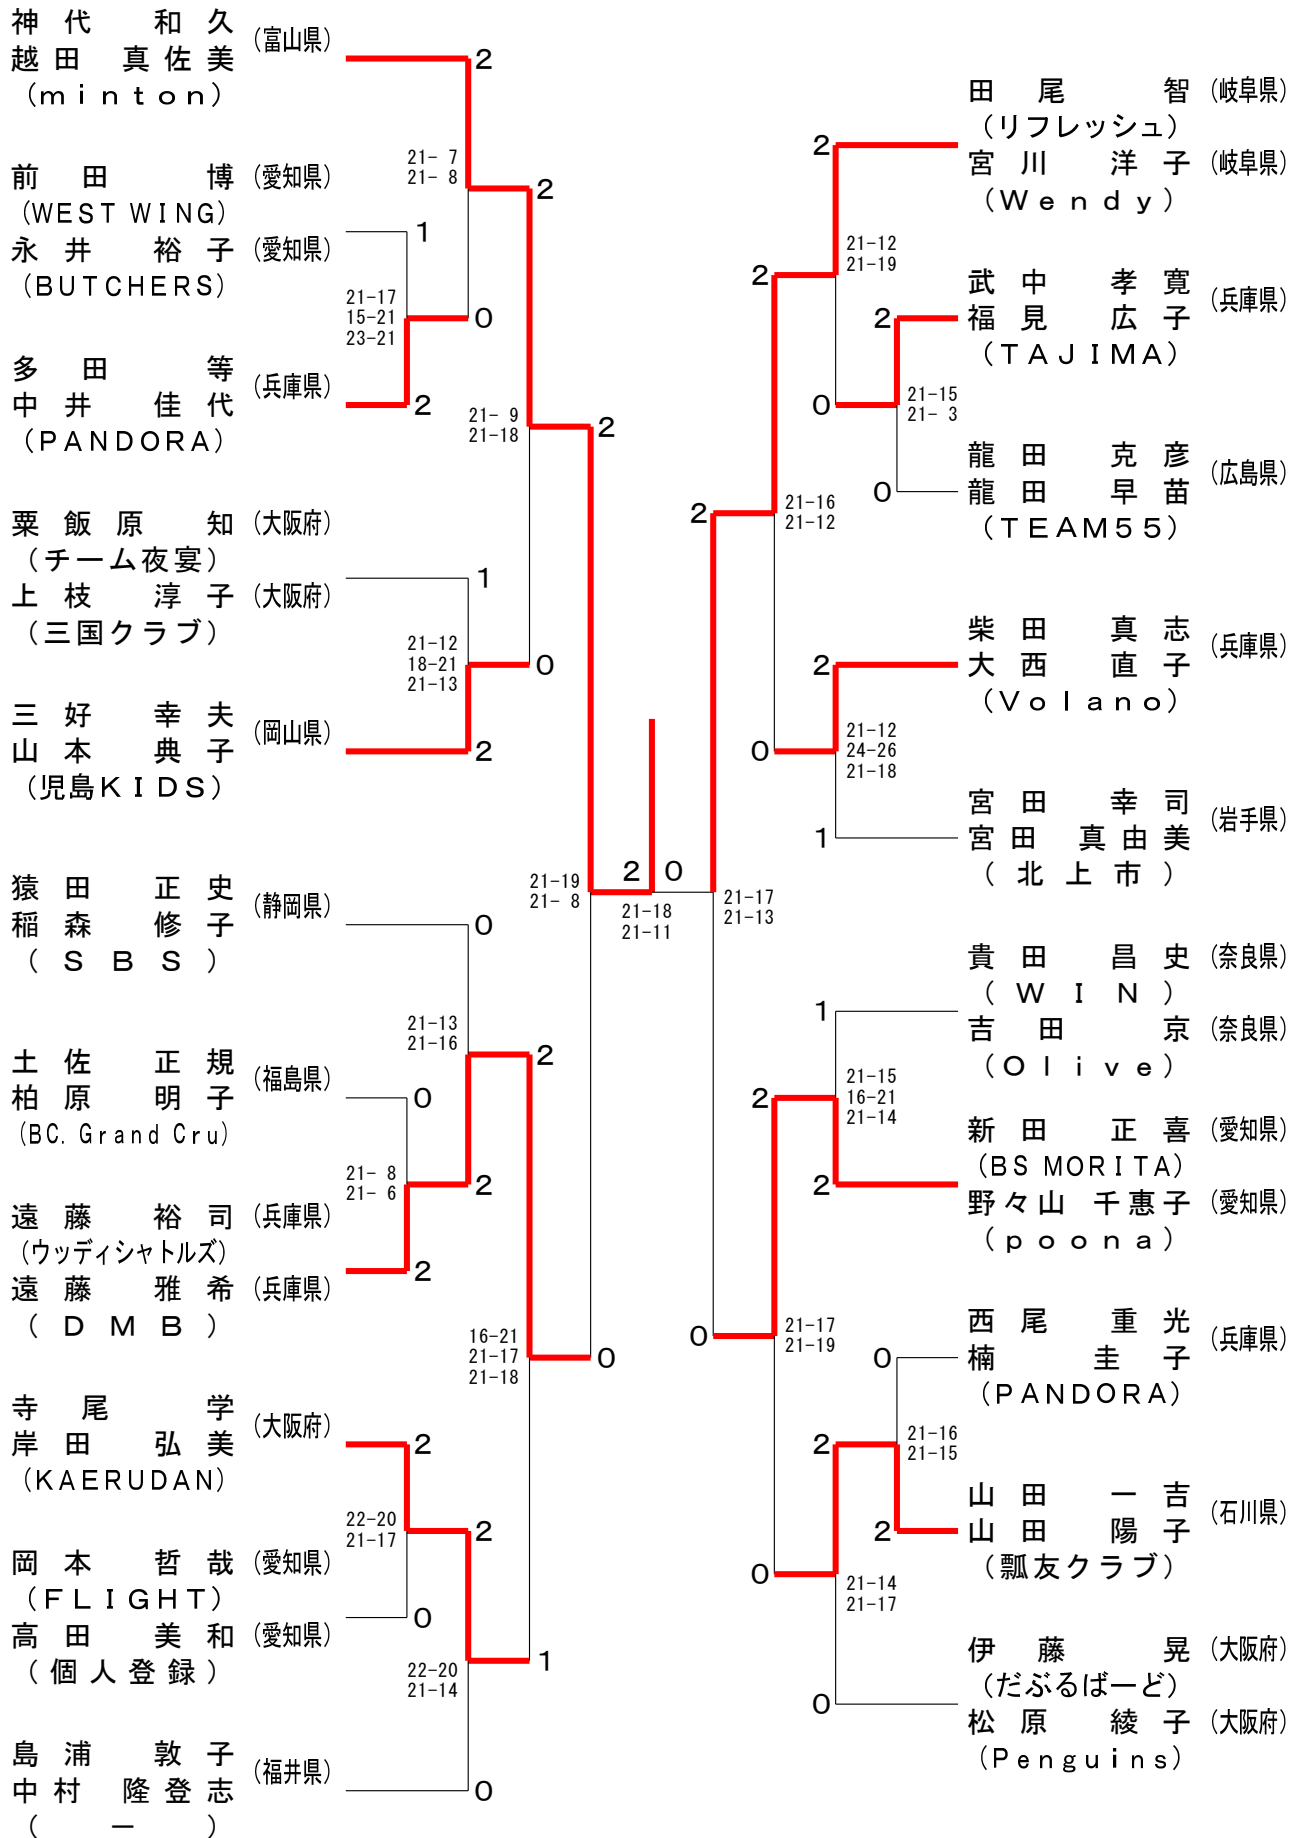 神代 和久
越田 真佐美
(minton)
(富山県)
2
21- 7
21- 8
2
前田 博 (愛知県)
(WEST WING)
永井 裕子 (愛知県)
(BUTCHERS)
1
21-17
15-21
23-21
0
多田 等
中井 佳代
(PANDORA)
(兵庫県)
2
21- 9
21-18
2
粟飯原 知 (大阪府)
(チーム夜宴)
上枝 淳子 (大阪府)
(三国クラブ)
1
21-12
18-21
21-13
0
三好 幸夫
山本 典子
(児島KIDS)
(岡山県)
2
猿田 正史
稲森 修子
(SBS)
(静岡県)
0
21-19
21- 8
2 0
21-18
21-11
21-13
21-16
2
土佐 正規
柏原 明子
(BC. Grand Cru)
(福島県)
0
21- 8
21- 6
2
遠藤 裕司 (兵庫県)
(ウッディシャトルズ)
遠藤 雅希 (兵庫県)
(DMB)
2
16-21
21-17
21-18
0
寺尾 学
岸田 弘美
(KAERUDAN)
(大阪府)
2
22-20
21-17
2
岡本 哲哉 (愛知県)
(FLIGHT)
高田 美和 (愛知県)
(個人登録)
0
22-20
21-14
1
島浦 敦子
中村 隆登志
(ー)
(福井県)
0
田尾 智 (岐阜県)
(リフレッシュ)
宮川 洋子 (岐阜県)
(Wendy)
2
21-12
21-19
2
武中 孝寛
福見 広子
(TAJIMA)
(兵庫県)
2
21-15
21- 3
0
龍田 克彦
龍田 早苗
(TEAM55)
(広島県)
0
21-16
21-12
2
柴田 真志
大西 直子
(Volano)
(兵庫県)
2
21-12
24-26
21-18
0
宮田 幸司
宮田 真由美
(北上市)
(岩手県)
1
21-17
21-13
貴田 昌史 (奈良県)
(WIN)
吉田 京 (奈良県)
(Olive)
1
21-15
16-21
21-14
2
新田 正喜 (愛知県)
(BS MORITA)
野々山 千恵子 (愛知県)
(poona)
2
21-17
21-19
0
西尾 重光
楠 圭子
(PANDORA)
(兵庫県)
0
21-16
21-15
2
山田 一吉
山田 陽子
(瓢友クラブ)
(石川県)
2
21-14
21-17
0
伊藤 晃 (大阪府)
(だぶるばーど)
松原 綾子 (大阪府)
(Penguins)
0